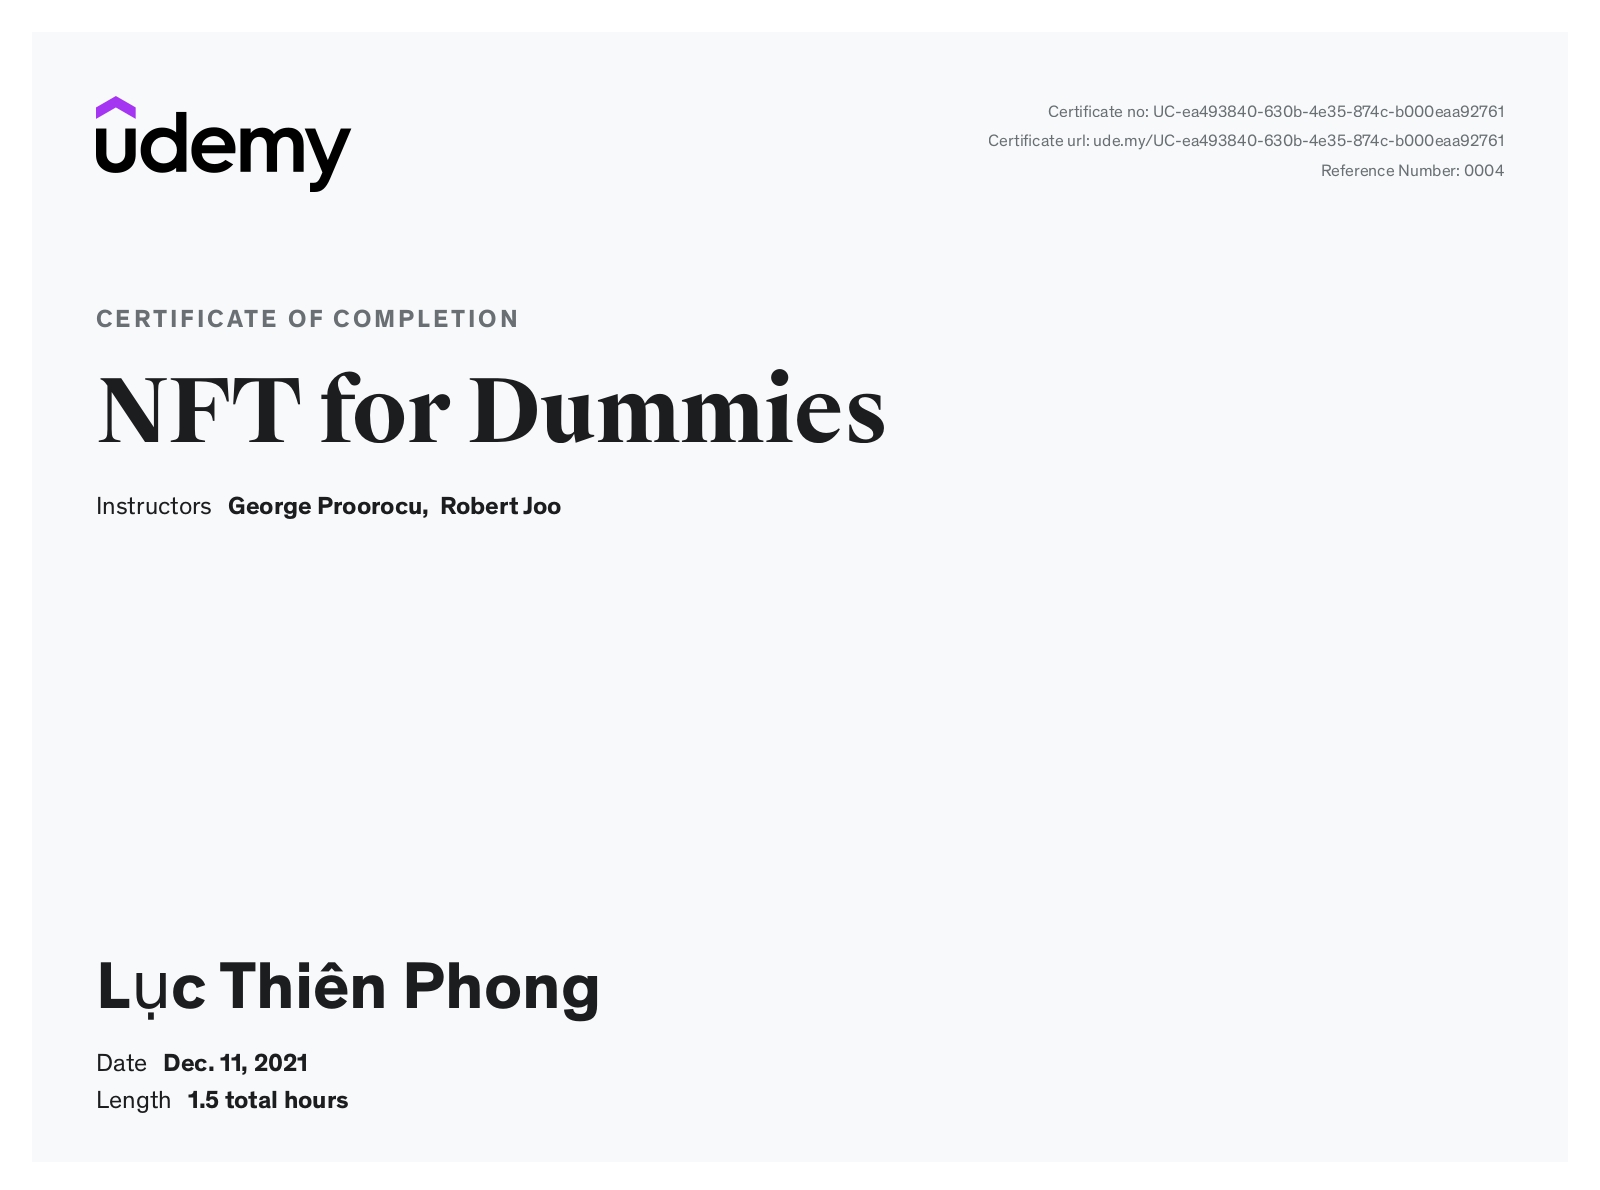 udemy
Certificate no: UC-ea493840-630b-4e35-874c-b000eaa92761
Certificate url: ude.my/UC-ea493840-630b-4e35-874c-b000eaa92761
Reference Number: 0004
CERTIFICATE OF COMPLETION
NFT for Dummies
Instructors George Proorocu, Robert Joo
Lục Thiên Phong
Date Dec. 11, 2021
Length 1.5 total hours